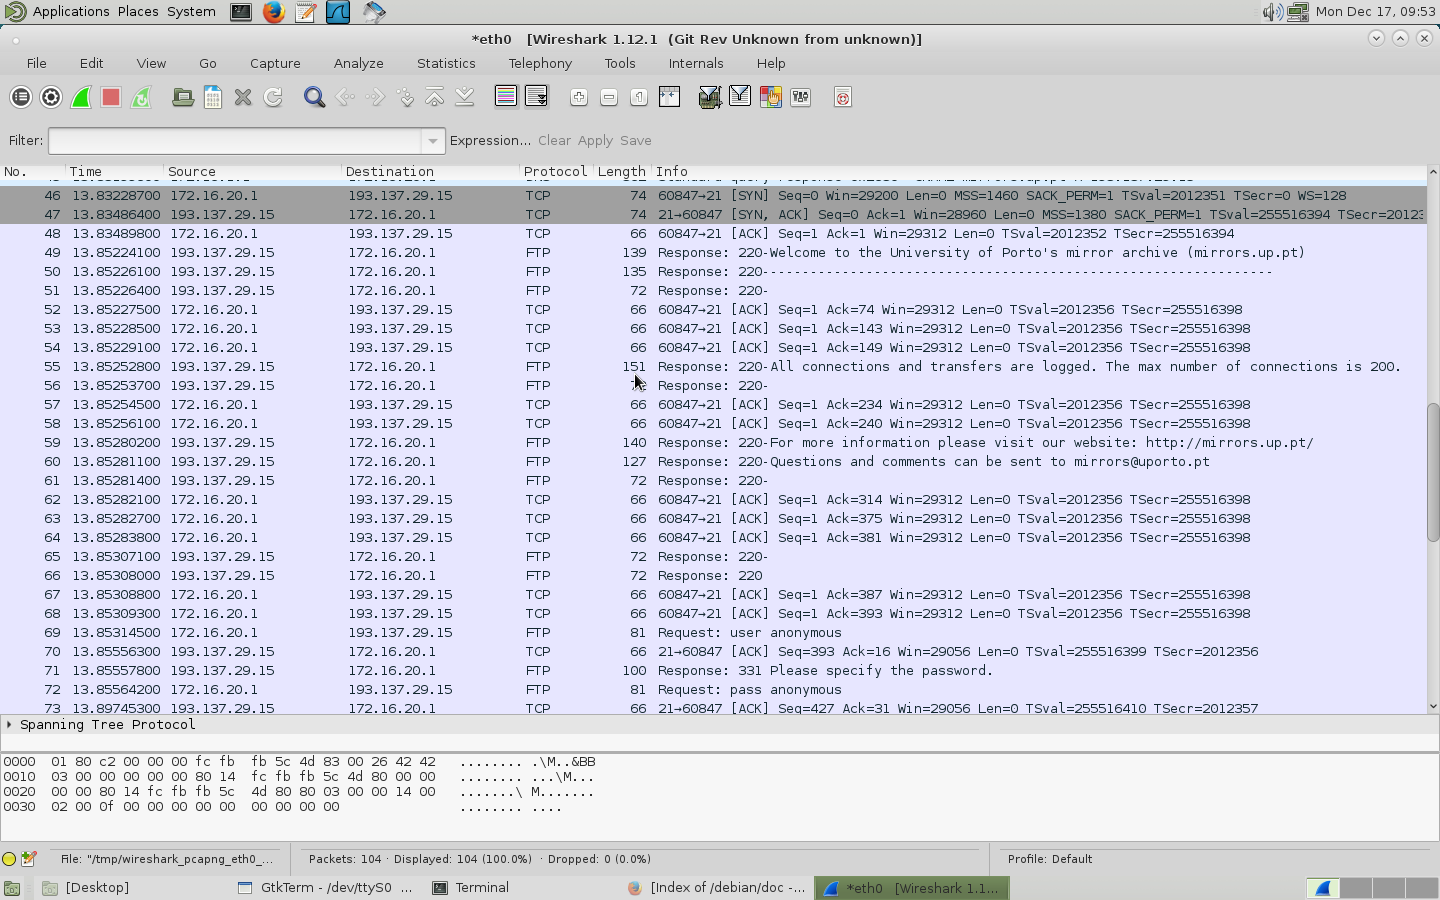 Applications Places System Mon Dec 17, 09:53
*eth0 [Wireshark 1.12.1 (Git Rev Unknown from unknown)]
File Edit View Go Capture Analyze Statistics Telephony Tools Internals Help
Filter: Expression... Clear Apply Save
No. Time Source Destination Protocol Length Info
46 13.83228700 172.16.20.1 193.137.29.15 TCP 74 60847→21 [SYN] Seq=0 Win=29200 Len=0 MSS=1460 SACK_PERM=1 TSval=2012351 TSecr=0 WS=128
47 13.83486400 193.137.29.15 172.16.20.1 TCP 74 21→60847 [SYN, ACK] Seq=0 Ack=1 Win=28960 Len=0 MSS=1380 SACK_PERM=1 TSval=255516394 TSecr=2012
48 13.83489800 172.16.20.1 193.137.29.15 TCP 66 60847→21 [ACK] Seq=1 Ack=1 Win=29312 Len=0 TSval=2012352 TSecr=255516394
49 13.85224100 193.137.29.15 172.16.20.1 FTP 139 Response: 220-Welcome to the University of Porto's mirror archive (mirrors.up.pt)
50 13.85226100 193.137.29.15 172.16.20.1 FTP 135 Response: 220---------------------------------------------------------------
51 13.85226400 193.137.29.15 172.16.20.1 FTP 72 Response: 220-
52 13.85227500 172.16.20.1 193.137.29.15 TCP 66 60847→21 [ACK] Seq=1 Ack=74 Win=29312 Len=0 TSval=2012356 TSecr=255516398
53 13.85228500 172.16.20.1 193.137.29.15 TCP 66 60847→21 [ACK] Seq=1 Ack=143 Win=29312 Len=0 TSval=2012356 TSecr=255516398
54 13.85229100 172.16.20.1 193.137.29.15 TCP 66 60847→21 [ACK] Seq=1 Ack=149 Win=29312 Len=0 TSval=2012356 TSecr=255516398
55 13.85252800 193.137.29.15 172.16.20.1 FTP 151 Response: 220-All connections and transfers are logged. The max number of connections is 200.
56 13.85253700 193.137.29.15 172.16.20.1 FTP Response: 220-
57 13.85254500 172.16.20.1 193.137.29.15 TCP 66 60847→21 [ACK] Seq=1 Ack=234 Win=29312 Len=0 TSval=2012356 TSecr=255516398
58 13.85256100 172.16.20.1 193.137.29.15 TCP 66 60847→21 [ACK] Seq=1 Ack=240 Win=29312 Len=0 TSval=2012356 TSecr=255516398
59 13.85280200 193.137.29.15 172.16.20.1 FTP 140 Response: 220-For more information please visit our website: http://mirrors.up.pt/
60 13.85281100 193.137.29.15 172.16.20.1 FTP 127 Response: 220-Questions and comments can be sent to mirrors@uporto.pt
61 13.85281400 193.137.29.15 172.16.20.1 FTP 72 Response: 220-
62 13.85282100 172.16.20.1 193.137.29.15 TCP 66 60847→21 [ACK] Seq=1 Ack=314 Win=29312 Len=0 TSval=2012356 TSecr=255516398
63 13.85282700 172.16.20.1 193.137.29.15 TCP 66 60847→21 [ACK] Seq=1 Ack=375 Win=29312 Len=0 TSval=2012356 TSecr=255516398
64 13.85283800 172.16.20.1 193.137.29.15 TCP 66 60847→21 [ACK] Seq=1 Ack=381 Win=29312 Len=0 TSval=2012356 TSecr=255516398
65 13.85307100 193.137.29.15 172.16.20.1 FTP 72 Response: 220-
66 13.85308000 193.137.29.15 172.16.20.1 FTP 72 Response: 220
67 13.85308800 172.16.20.1 193.137.29.15 TCP 66 60847→21 [ACK] Seq=1 Ack=387 Win=29312 Len=0 TSval=2012356 TSecr=255516398
68 13.85309300 172.16.20.1 193.137.29.15 TCP 66 60847→21 [ACK] Seq=1 Ack=393 Win=29312 Len=0 TSval=2012356 TSecr=255516398
69 13.85314500 172.16.20.1 193.137.29.15 FTP 81 Request: user anonymous
70 13.85556300 193.137.29.15 172.16.20.1 TCP 66 21→60847 [ACK] Seq=393 Ack=16 Win=29056 Len=0 TSval=255516399 TSecr=2012356
71 13.85557800 193.137.29.15 172.16.20.1 FTP 100 Response: 331 Please specify the password.
72 13.85564200 172.16.20.1 193.137.29.15 FTP 81 Request: pass anonymous
73 13.89745300 193.137.29.15 172.16.20.1 TCP 66 21→60847 [ACK] Seq=427 Ack=31 Win=29056 Len=0 TSval=255516410 TSecr=2012357
Spanning Tree Protocol
0000 01 80 c2 00 00 00 fc fb fb 5c 4d 83 00 26 42 42 ........ .\M..&BB
0010 03 00 00 00 00 00 80 14 fc fb fb 5c 4d 80 00 00 ........ ...\M...
0020 00 00 80 14 fc fb fb 5c 4d 80 80 03 00 00 14 00 .......\ M.......
0030 02 00 0f 00 00 00 00 00 00 00 00 00 ........ ....
File: "/tmp/wireshark_pcapng_eth0_... Packets: 104 · Displayed: 104 (100.0%) · Dropped: 0 (0.0%) Profile: Default
[Desktop] GtkTerm - /dev/ttyS0 ... Terminal [Index of /debian/doc -... *eth0 [Wireshark 1.1...